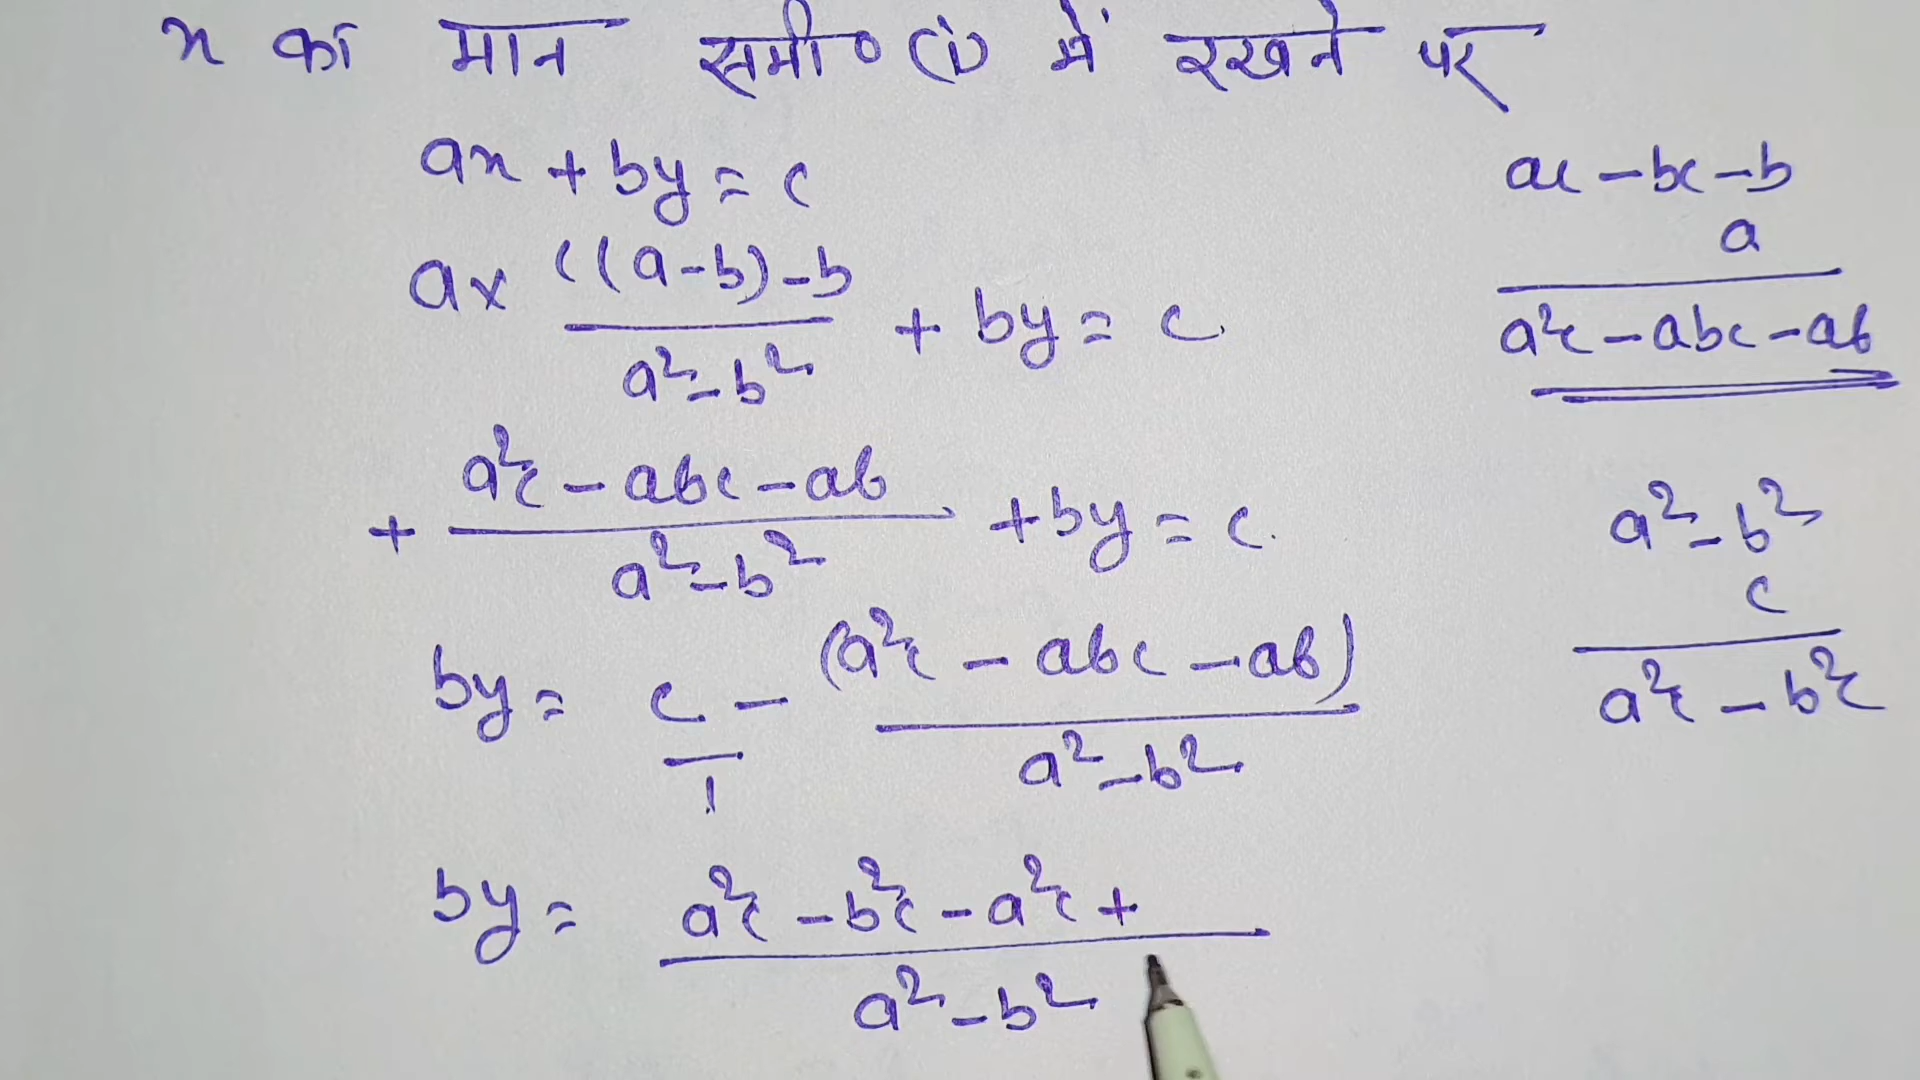 x का मान समी० (i) में रखने पर
ax + by = c
a× c(a-b)-b / a²-b² + by = c
+ a²c - abc - ab / a²-b² + by = c.
by = c/1 - (a²c - abc - ab) / a²-b²
by = a²c - b²c - a²c + / a²-b²
ac - bc - b
a
a²c - abc - ab
a² - b²
c
a²c - b²c